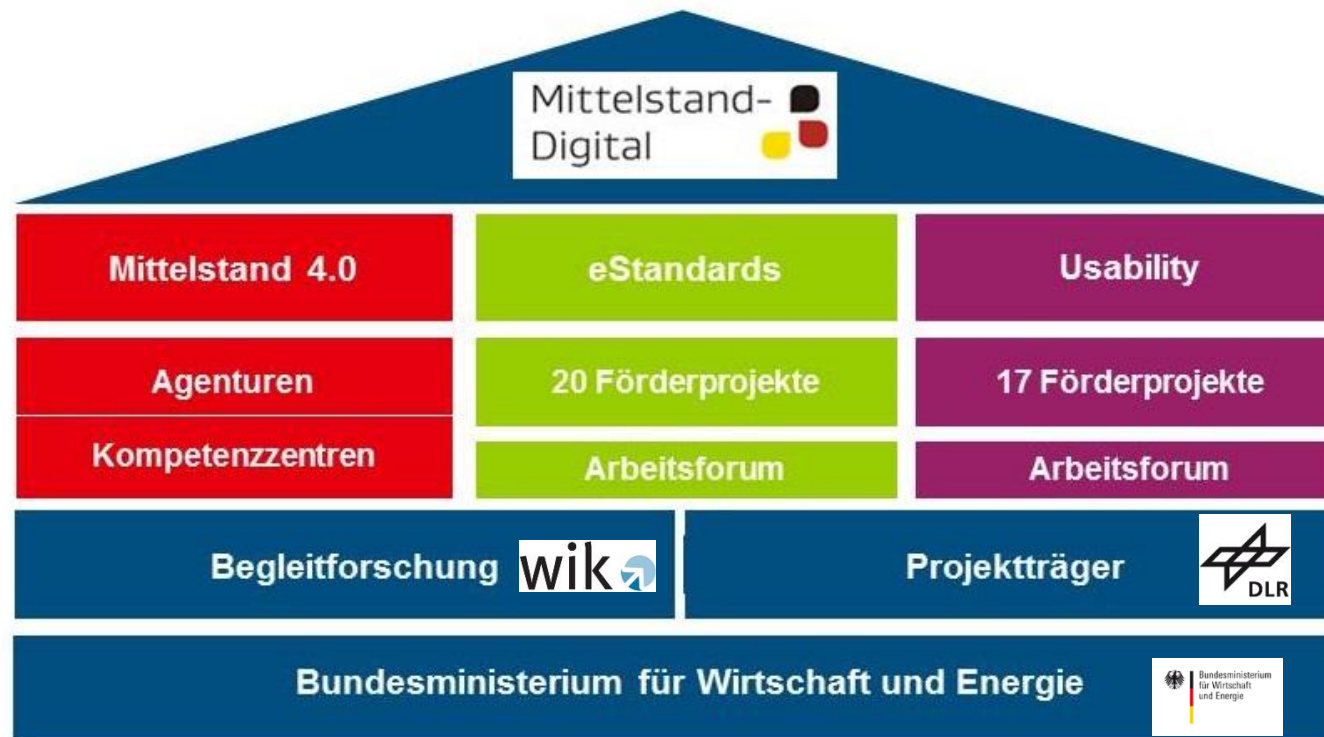 Mittelstand-
Digital
Mittelstand 4.0
eStandards
Usability
Agenturen
20 Förderprojekte
17 Förderprojekte
Kompetenzzentren
Arbeitsforum
Arbeitsforum
Begleitforschung
wik
Projektträger
DLR
Bundesministerium für Wirtschaft und Energie
Bundesministerium
für Wirtschaft
und Energie